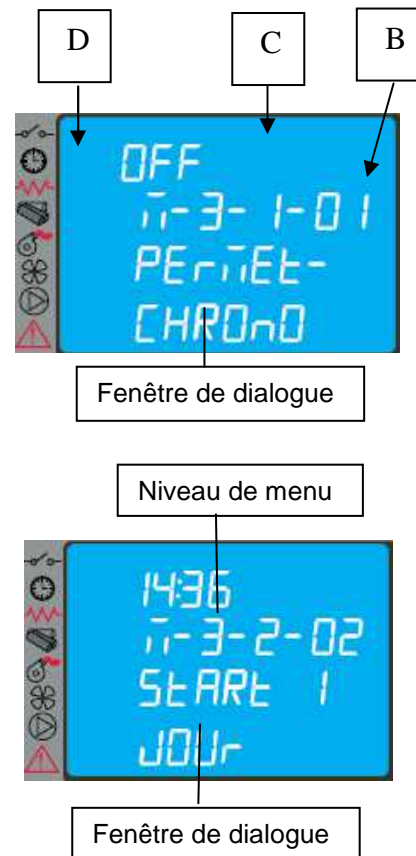 D C B
OFF
M-3-1-01
PErMEt-
CHROnO
Fenêtre de dialogue
Niveau de menu
14:36
M-3-2-02
StARt 1
JOUr
Fenêtre de dialogue